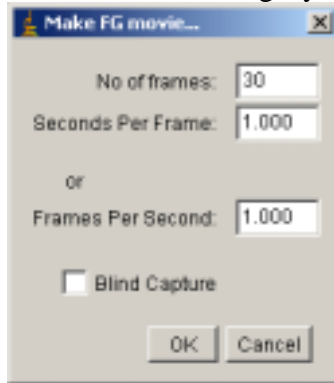 Make FG movie...
No of frames: 30
Seconds Per Frame: 1.000
or
Frames Per Second: 1.000
Blind Capture
OK Cancel